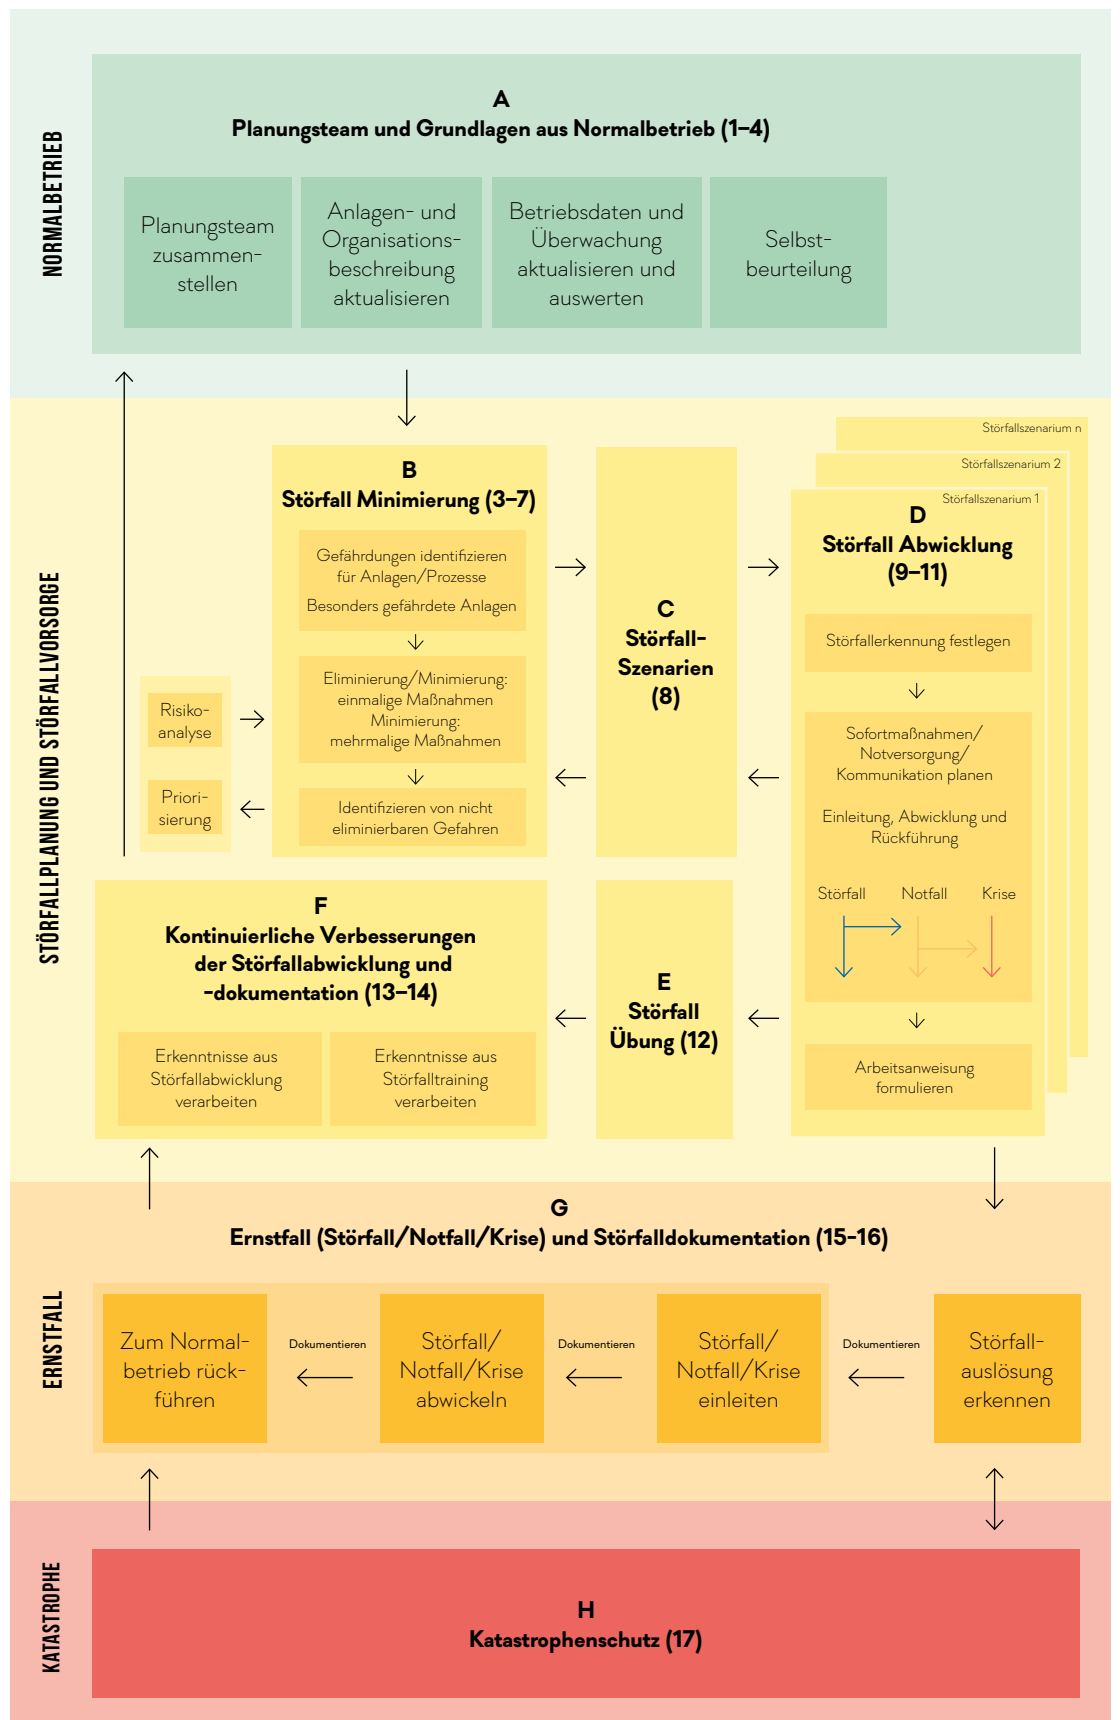 NORMALBETRIEB
A
Planungsteam und Grundlagen aus Normalbetrieb (1–4)
Planungsteam
zusammen-
stellen
Anlagen- und
Organisations-
beschreibung
aktualisieren
Betriebsdaten und
Überwachung
aktualisieren und
auswerten
Selbst-
beurteilung
STÖRFALLPLANUNG UND STÖRFALLVORSORGE
B
Störfall Minimierung (3–7)
Gefährdungen identifizieren
für Anlagen/Prozesse
Besonders gefährdete Anlagen
Eliminierung/Minimierung:
einmalige Maßnahmen
Minimierung:
mehrmalige Maßnahmen
Identifizieren von nicht
eliminierbaren Gefahren
Risiko-
analyse
Priori-
sierung
C
Störfall-
Szenarien
(8)
Störfallszenarium n
Störfallszenarium 2
Störfallszenarium 1
D
Störfall Abwicklung
(9–11)
Störfallerkennung festlegen
Sofortmaßnahmen/
Notversorgung/
Kommunikation planen
Einleitung, Abwicklung und
Rückführung
Störfall Notfall Krise
Arbeitsanweisung
formulieren
E
Störfall
Übung (12)
F
Kontinuierliche Verbesserungen
der Störfallabwicklung und
-dokumentation (13–14)
Erkenntnisse aus
Störfallabwicklung
verarbeiten
Erkenntnisse aus
Störfalltraining
verarbeiten
ERNSTFALL
G
Ernstfall (Störfall/Notfall/Krise) und Störfalldokumentation (15-16)
Zum Normal-
betrieb rück-
führen
Dokumentieren
Störfall/
Notfall/Krise
abwickeln
Dokumentieren
Störfall/
Notfall/Krise
einleiten
Dokumentieren
Störfall-
auslösung
erkennen
KATASTROPHE
H
Katastrophenschutz (17)